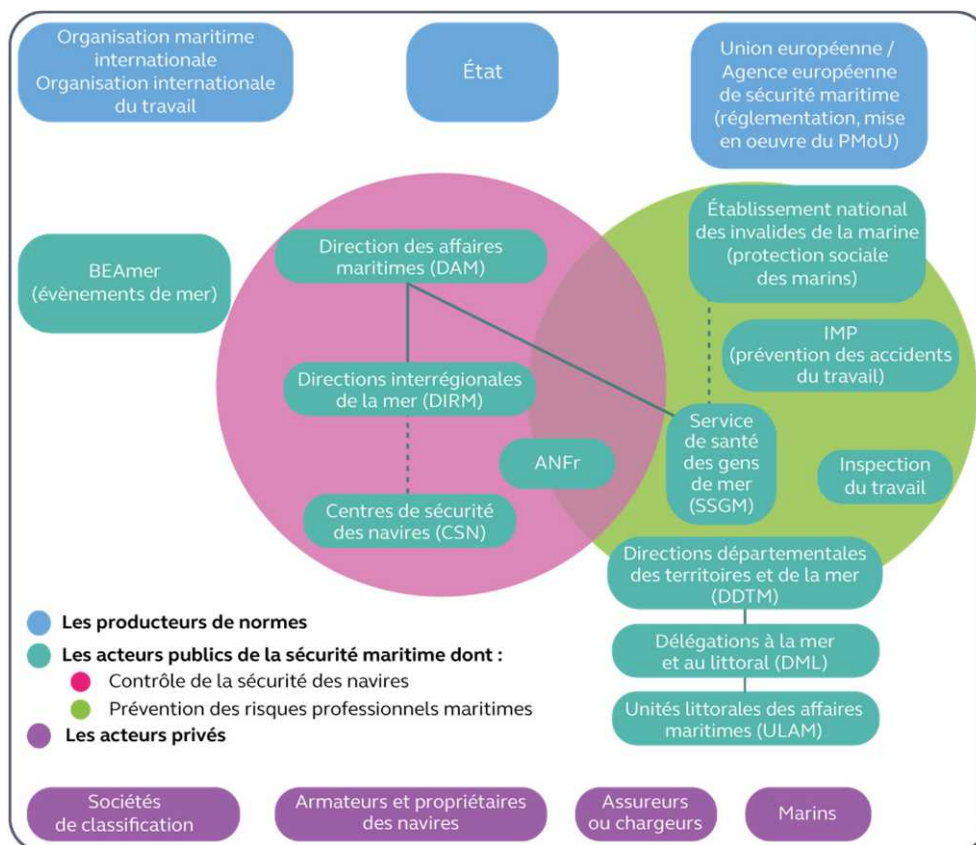 Organisation maritime
internationale
Organisation internationale
du travail
État
Union européenne /
Agence européenne
de sécurité maritime
(réglementation, mise
en oeuvre du PMoU)
BEAmer
(évènements de mer)
Direction des affaires
maritimes (DAM)
Établissement national
des invalides de la marine
(protection sociale
des marins)
IMP
(prévention des accidents
du travail)
Directions interrégionales
de la mer (DIRM)
Service
de santé
des gens
de mer
(SSGM)
ANFr
Inspection
du travail
Centres de sécurité
des navires (CSN)
Directions départementales
des territoires et de la mer
(DDTM)
Délégations à la mer
et au littoral (DML)
Unités littorales des affaires
maritimes (ULAM)
Les producteurs de normes
Les acteurs publics de la sécurité maritime dont :
Contrôle de la sécurité des navires
Prévention des risques professionnels maritimes
Les acteurs privés
Sociétés
de classification
Armateurs et propriétaires
des navires
Assureurs
ou chargeurs
Marins